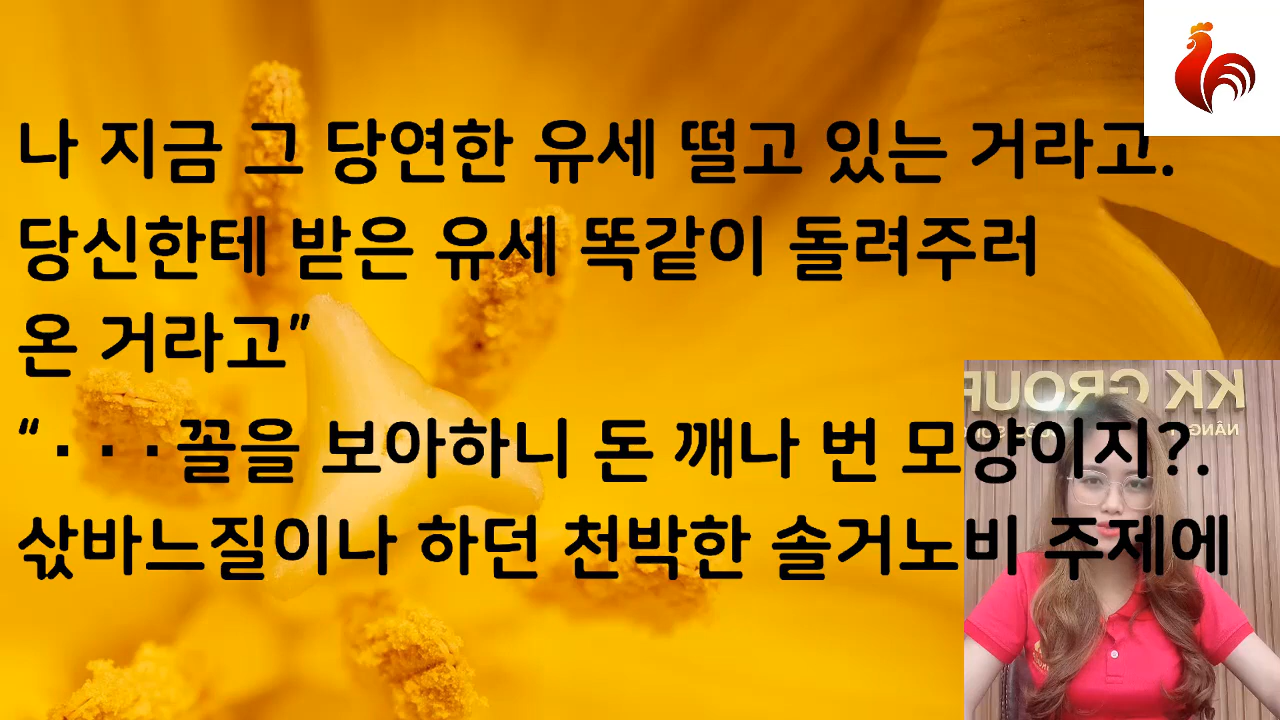 나 지금 그 당연한 유세 떨고 있는 거라고.
당신한테 받은 유세 똑같이 돌려주러
온 거라고”
“···꼴을 보아하니 돈 깨나 번 모양이지?.
삯바느질이나 하던 천박한 솔거노비 주제에
KK GROUP
NÂNG